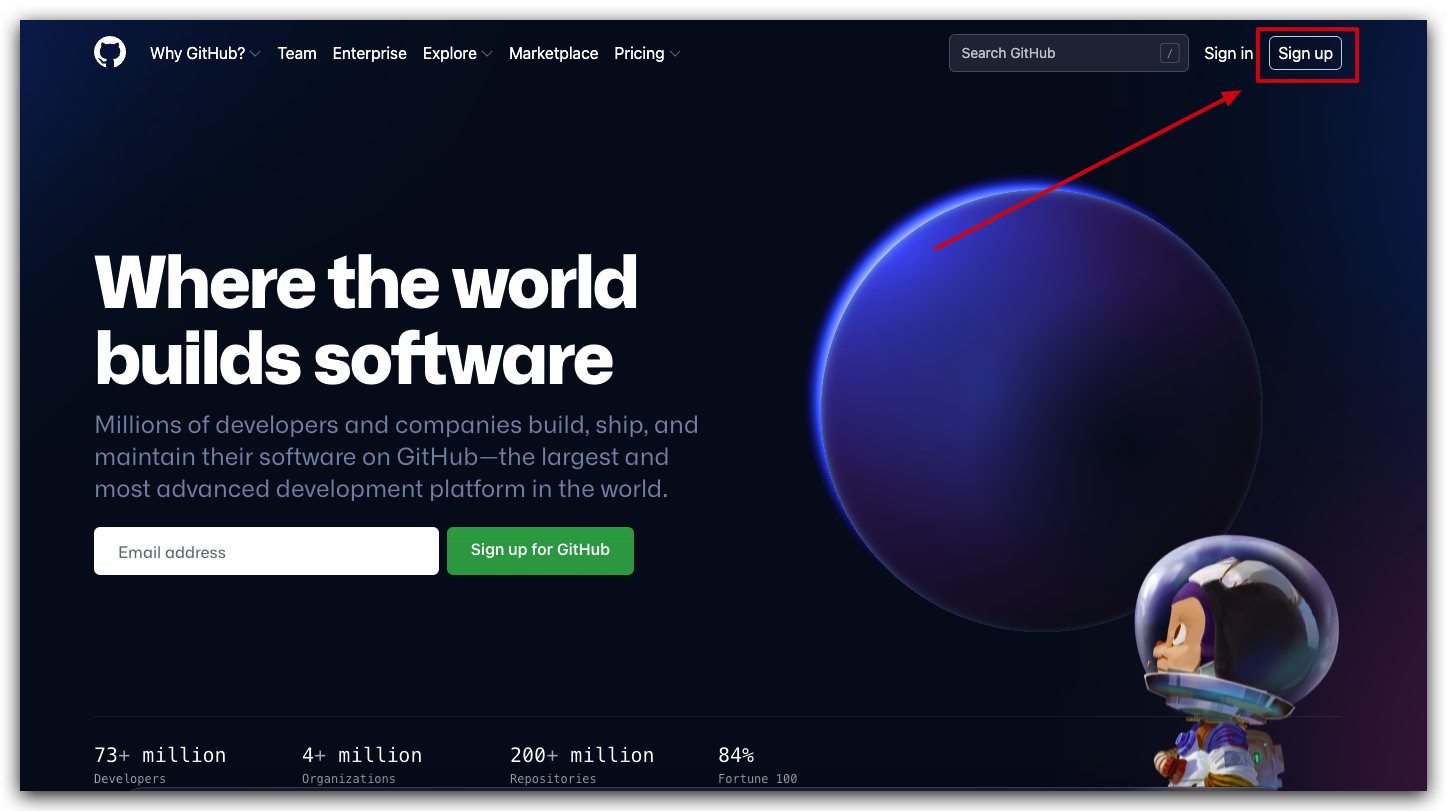 Why GitHub? Team Enterprise Explore Marketplace Pricing Search GitHub / Sign in Sign up
Where the world
builds software
Millions of developers and companies build, ship, and
maintain their software on GitHub—the largest and
most advanced development platform in the world.
Email address Sign up for GitHub
73+ million 4+ million 200+ million 84%
Developers Organizations Repositories Fortune 100